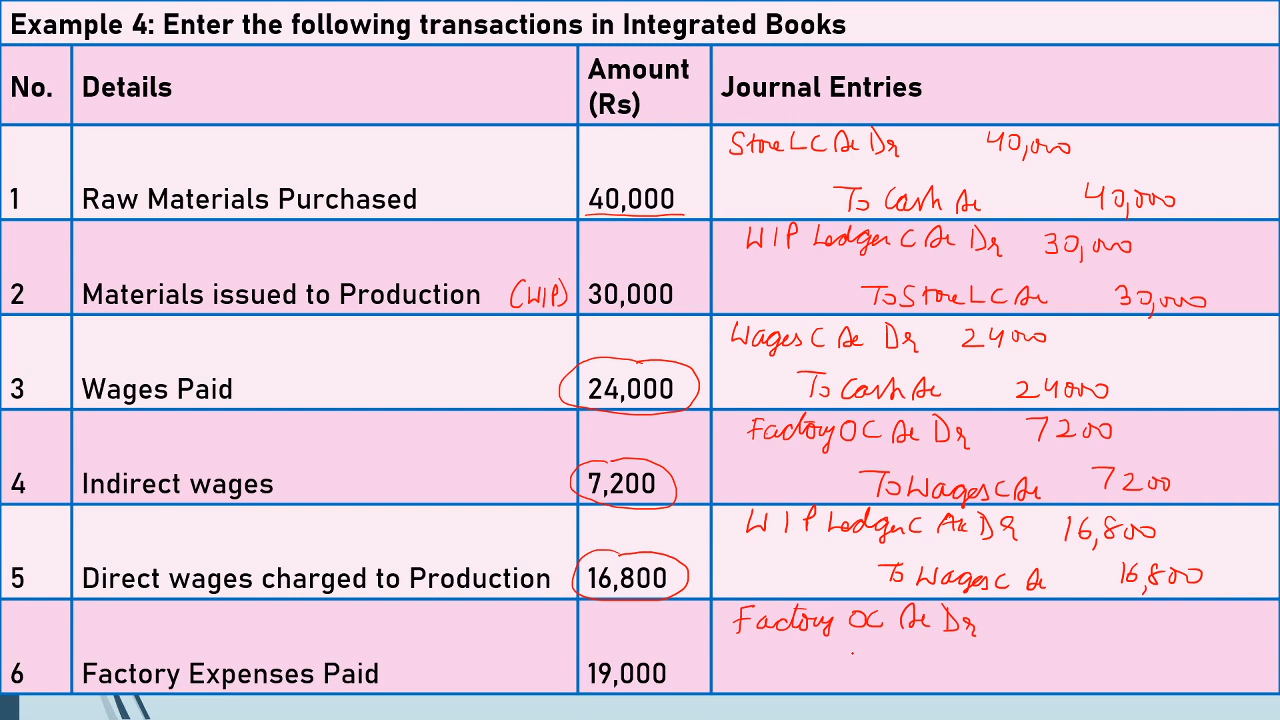 Example 4: Enter the following transactions in Integrated Books
No. Details Amount (Rs) Journal Entries
Store L C A/c Dr 40,000
1 Raw Materials Purchased 40,000 To Cash A/c 40,000
WIP Ledger C A/c Dr 30,000
2 Materials issued to Production (WIP) 30,000 To Store L C A/c 30,000
Wages C A/c Dr 24000
3 Wages Paid 24,000 To Cash A/c 24000
Factory OC A/c Dr 7200
4 Indirect wages 7,200 To Wages C A/c 7200
WIP Ledger C A/c Dr 16,800
5 Direct wages charged to Production 16,800 To Wages C A/c 16,800
Factory OC A/c Dr
6 Factory Expenses Paid 19,000